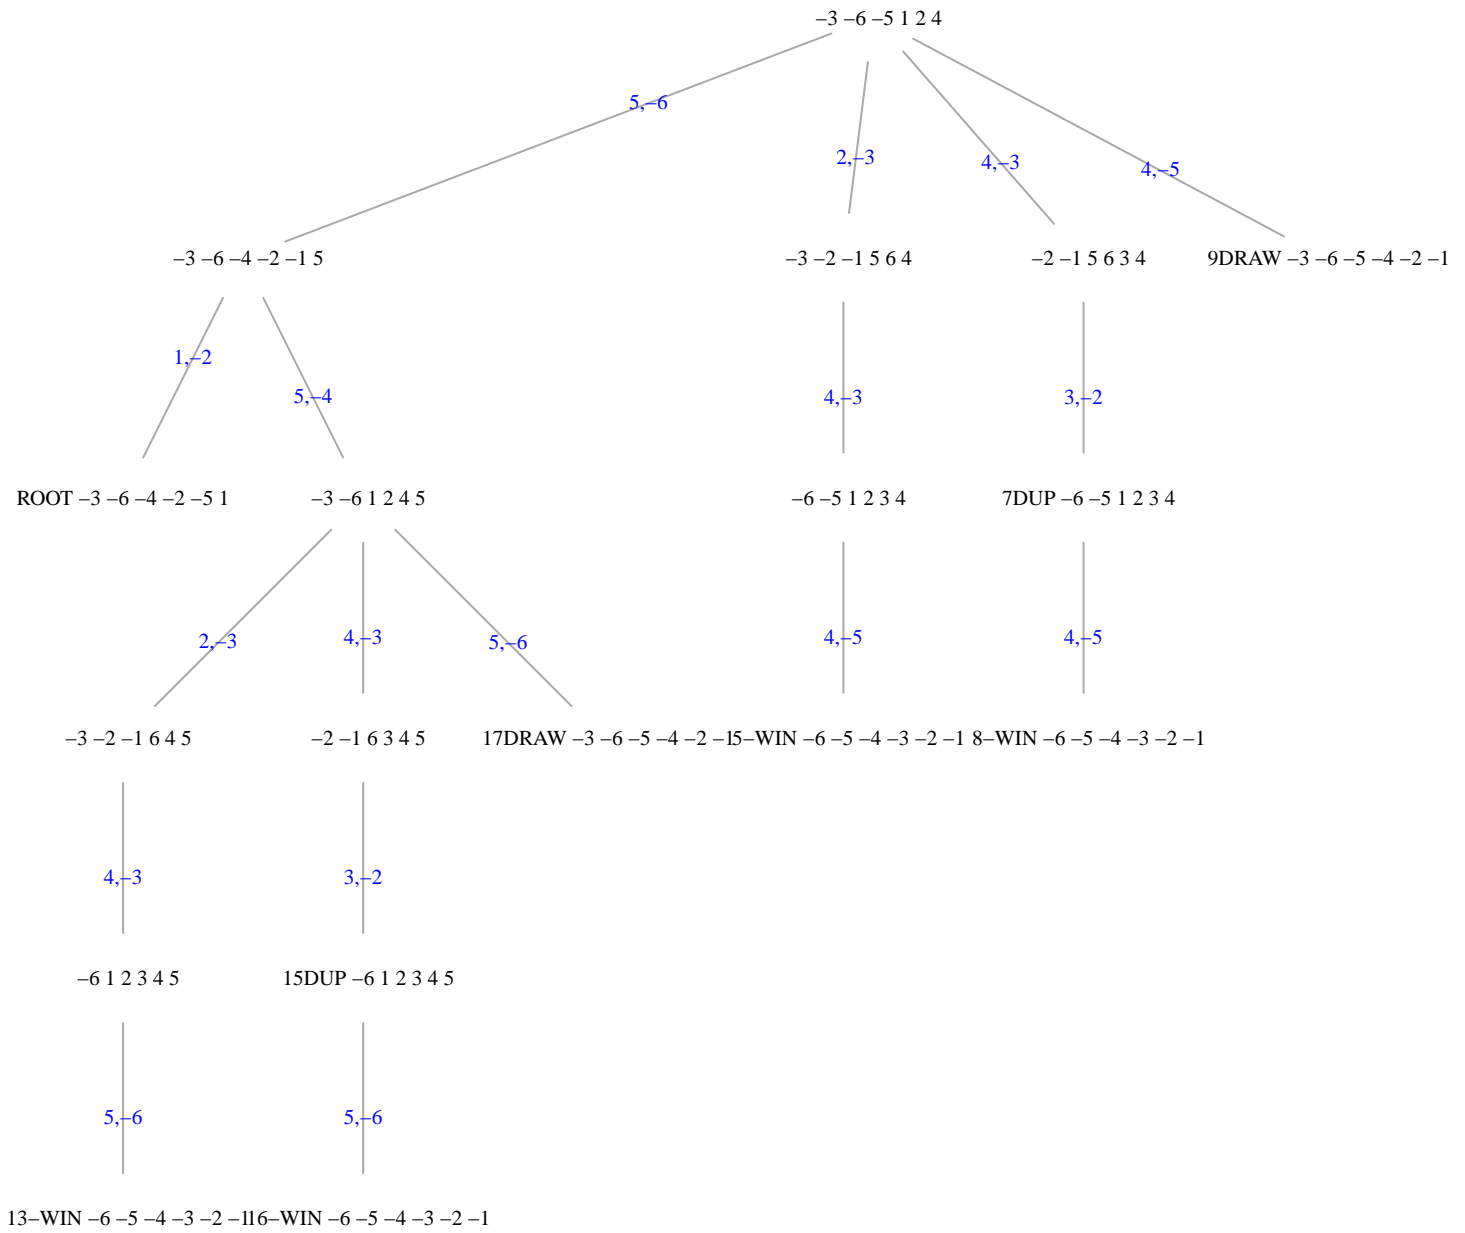 −3 −6 −5 1 2 4
5,−6
2,−3
4,−3
4,−5
−3 −6 −4 −2 −1 5
−3 −2 −1 5 6 4
−2 −1 5 6 3 4
9DRAW −3 −6 −5 −4 −2 −1
1,−2
5,−4
4,−3
3,−2
ROOT −3 −6 −4 −2 −5 1
−3 −6 1 2 4 5
−6 −5 1 2 3 4
7DUP −6 −5 1 2 3 4
2,−3
4,−3
5,−6
4,−5
4,−5
−3 −2 −1 6 4 5
−2 −1 6 3 4 5
17DRAW −3 −6 −5 −4 −2 −1
5−WIN −6 −5 −4 −3 −2 −1
8−WIN −6 −5 −4 −3 −2 −1
4,−3
3,−2
−6 1 2 3 4 5
15DUP −6 1 2 3 4 5
5,−6
5,−6
13−WIN −6 −5 −4 −3 −2 −1
16−WIN −6 −5 −4 −3 −2 −1